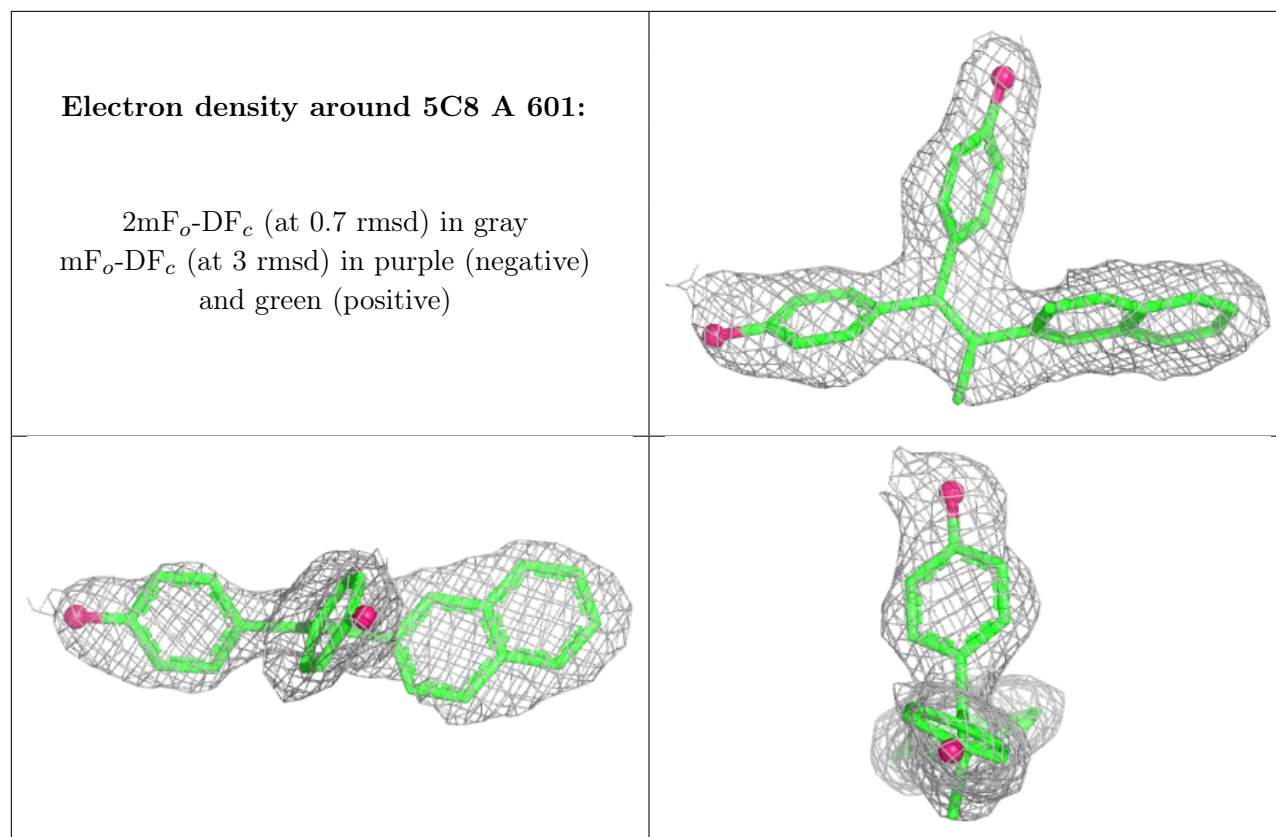 Electron density around 5C8 A 601:
2mFₒ-DF𝒸 (at 0.7 rmsd) in gray
mFₒ-DF𝒸 (at 3 rmsd) in purple (negative)
and green (positive)